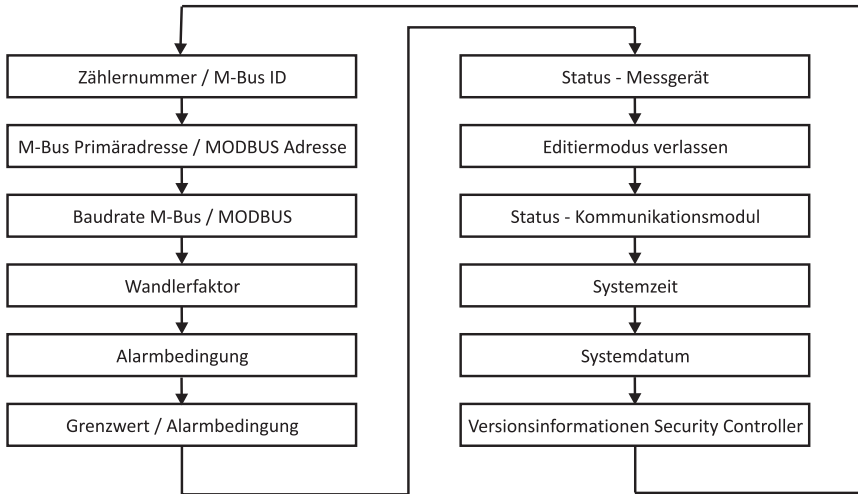 Zählernummer / M-Bus ID
M-Bus Primäradresse / MODBUS Adresse
Baudrate M-Bus / MODBUS
Wandlerfaktor
Alarmbedingung
Grenzwert / Alarmbedingung
Status - Messgerät
Editiermodus verlassen
Status - Kommunikationsmodul
Systemzeit
Systemdatum
Versionsinformationen Security Controller